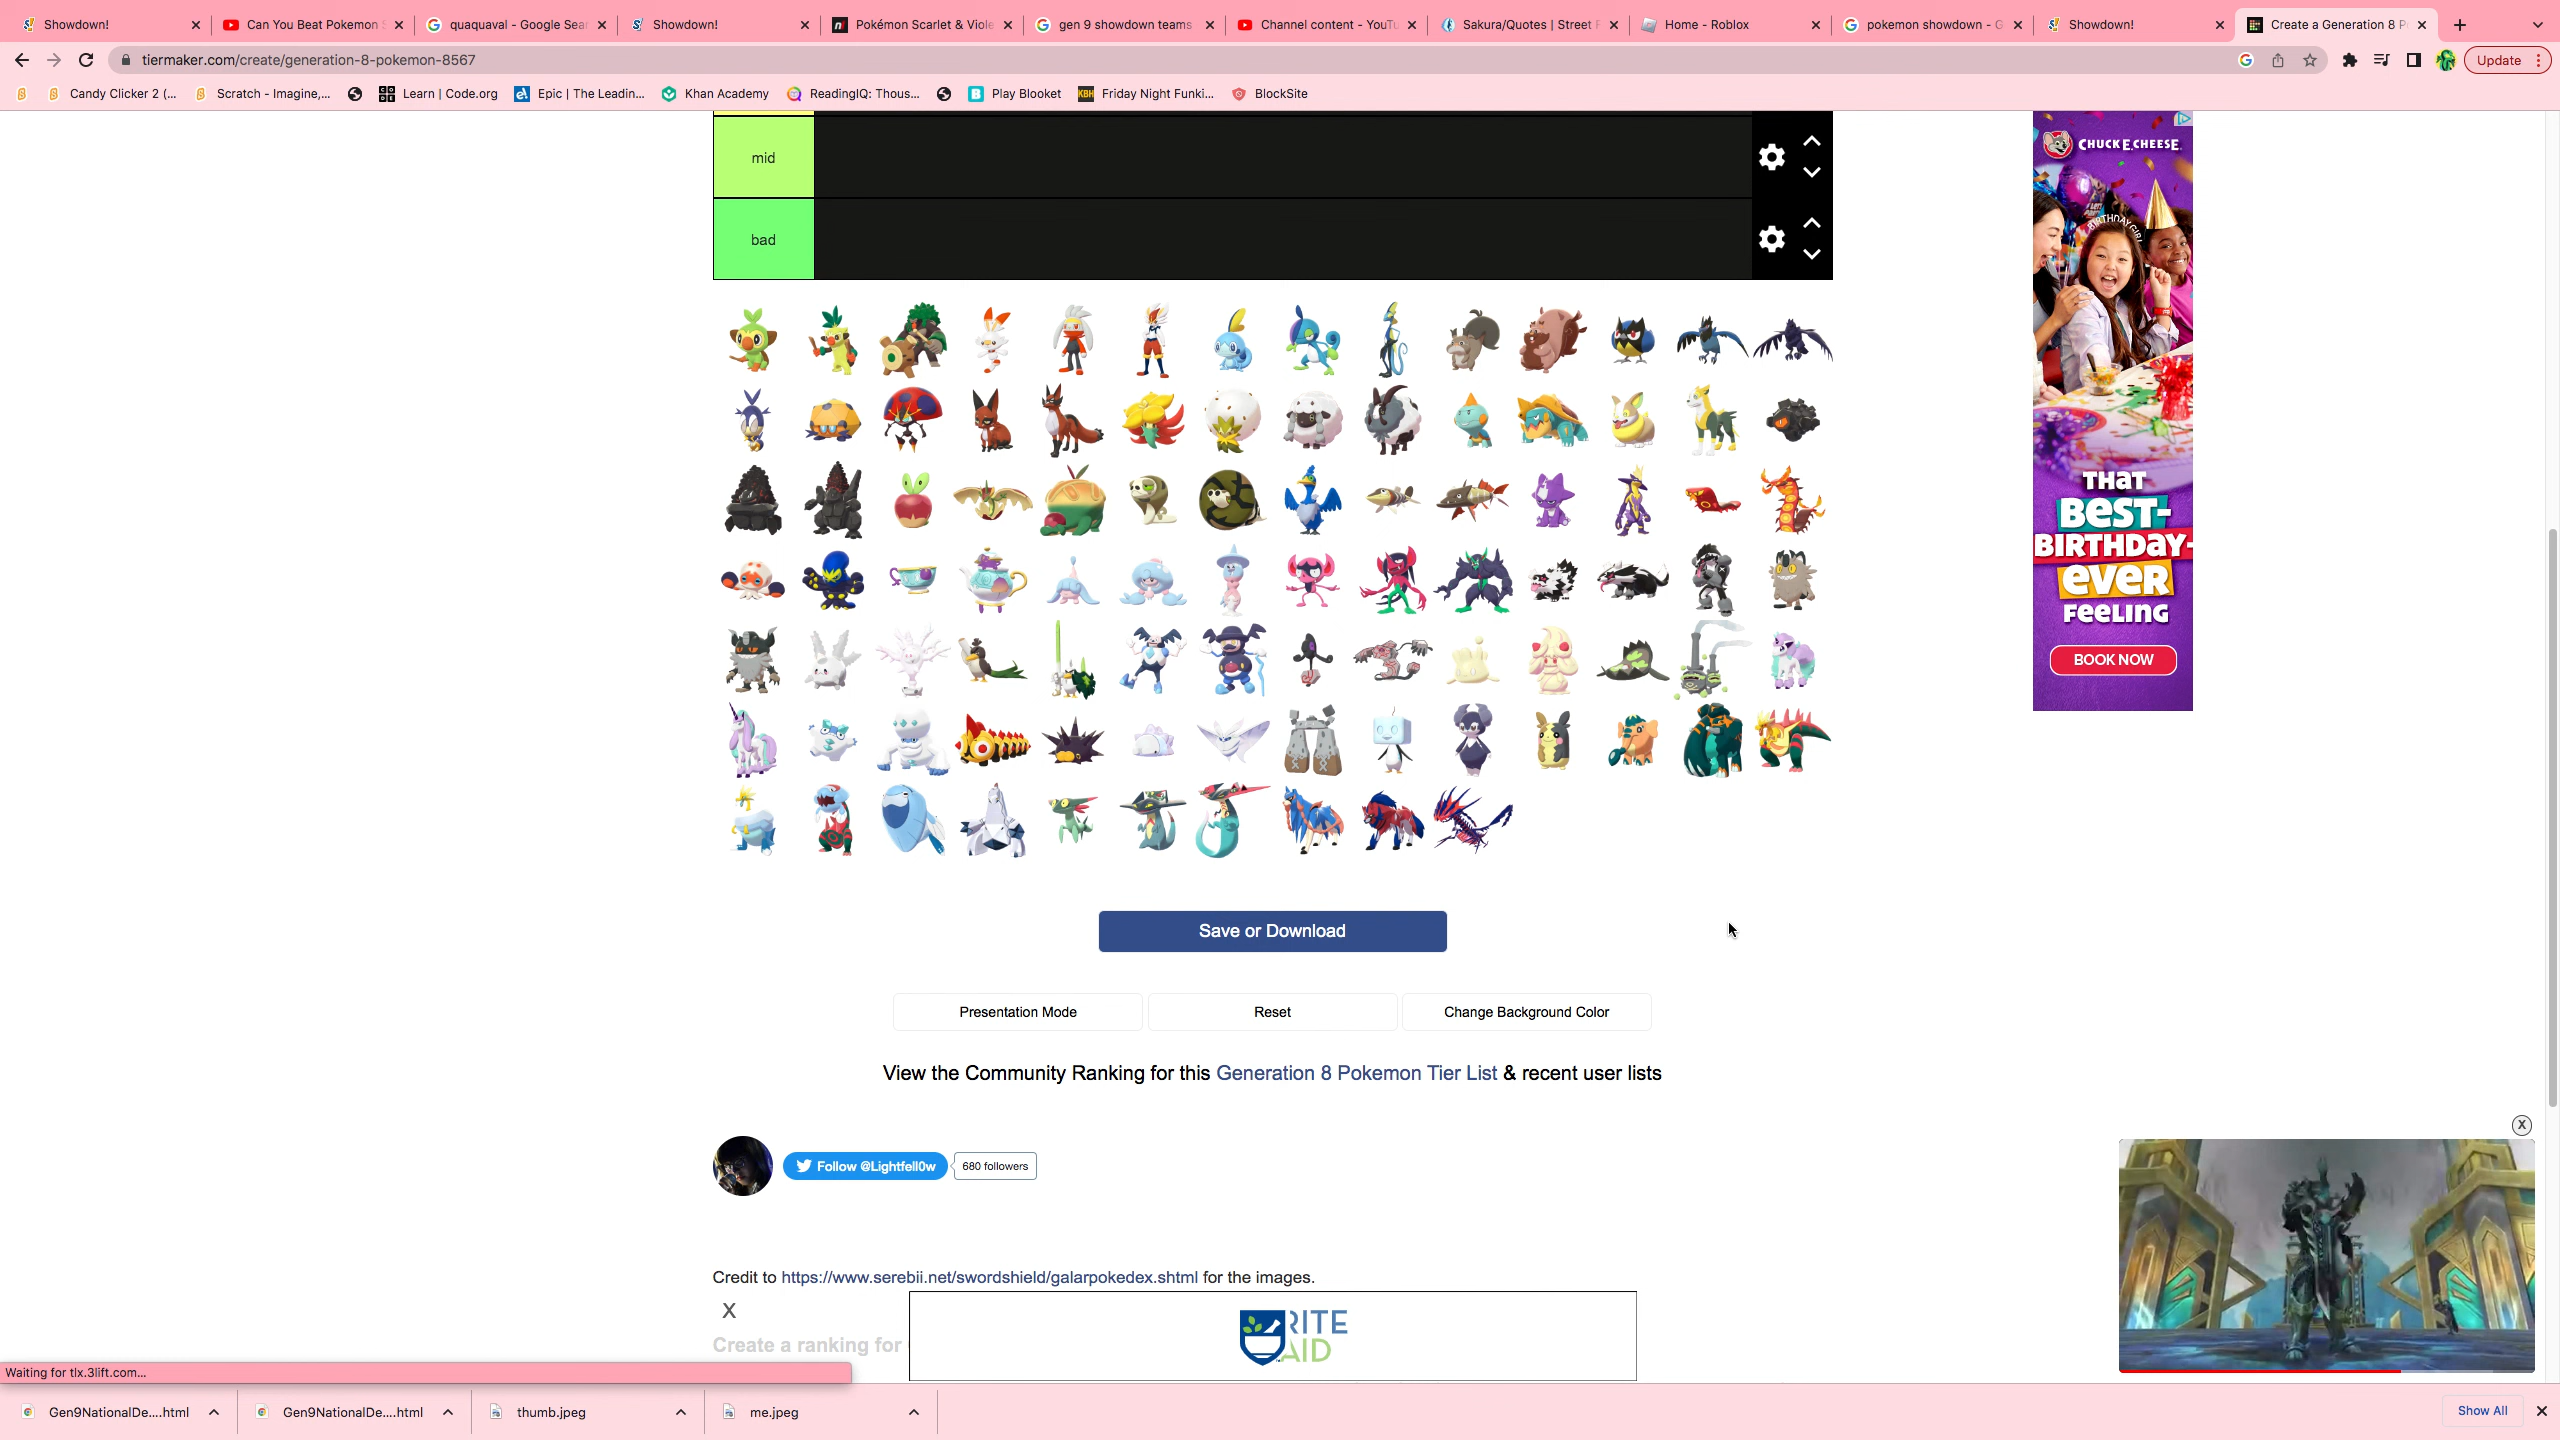 Showdown!
Can You Beat Pokemon S
quaquaval - Google Sear
Showdown!
Pokémon Scarlet & Viole
gen 9 showdown teams
Channel content - YouTu
Sakura/Quotes | Street F
Home - Roblox
pokemon showdown - G
Showdown!
Create a Generation 8 P
tiermaker.com/create/generation-8-pokemon-8567
Update
Candy Clicker 2 (...
Scratch - Imagine,...
Learn | Code.org
Epic | The Leadin...
Khan Academy
ReadingIQ: Thous...
Play Blooket
Friday Night Funki...
BlockSite
mid
bad
CHUCK E. CHEESE
BIRTHDAY GIRL
THAT
BEST-
BIRTHDAY-
EVER
FEELING
BOOK NOW
Save or Download
Presentation Mode
Reset
Change Background Color
View the Community Ranking for this Generation 8 Pokemon Tier List & recent user lists
Follow @Lightfell0w
680 followers
X
Credit to https://www.serebii.net/swordshield/galarpokedex.shtml for the images.
X
RITE
AID
Create a ranking for
Waiting for tlx.3lift.com...
Gen9NationalDe....html
Gen9NationalDe....html
thumb.jpeg
me.jpeg
Show All